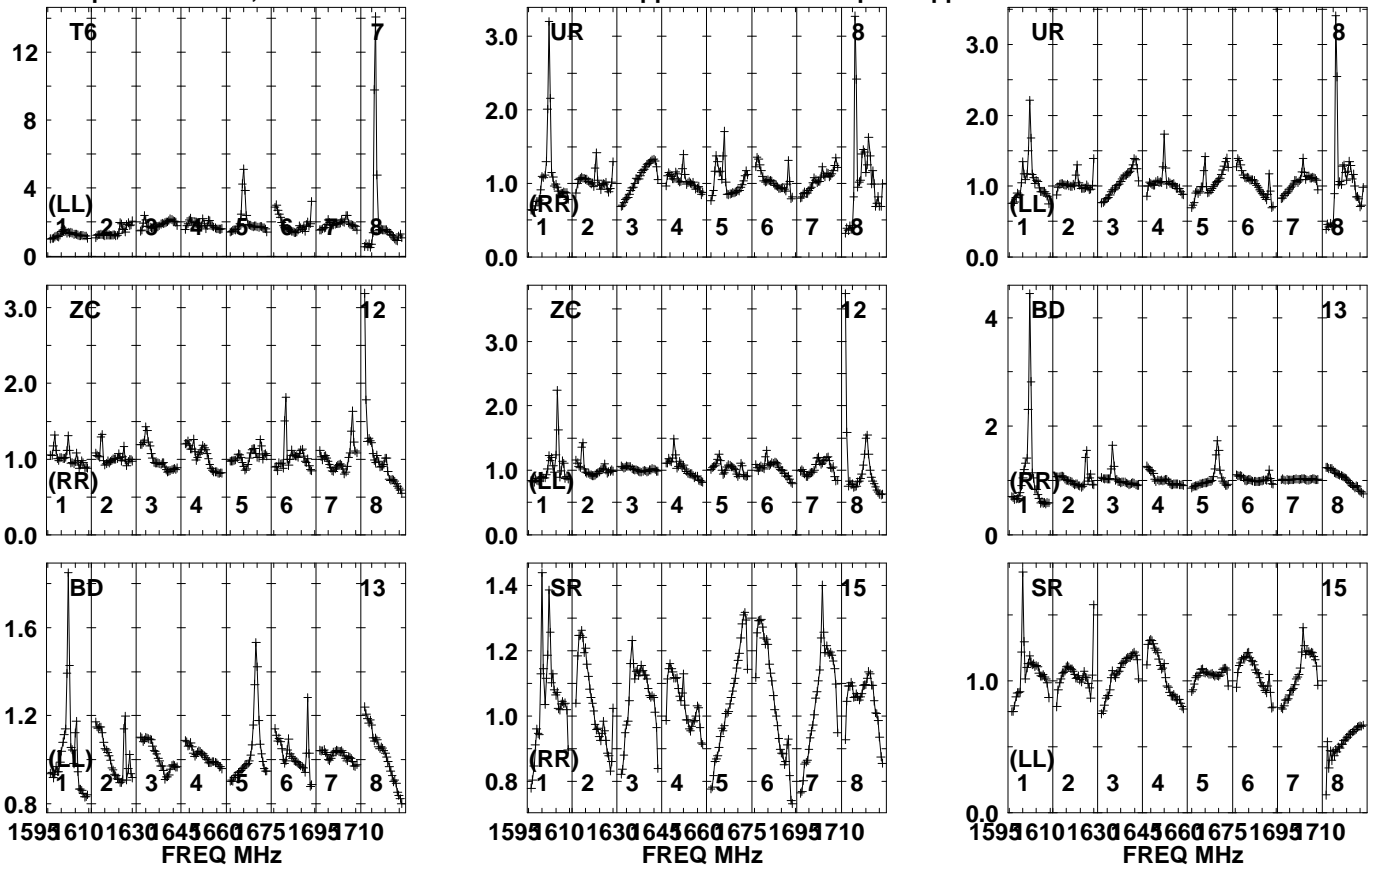 T6 7
12
8
4
0
(LL)
1 2 3 4 5 6 7 8
UR 8
3.0
2.0
1.0
0.0
(RR)
1 2 3 4 5 6 7 8
UR 8
3.0
2.0
1.0
0.0
(LL)
1 2 3 4 5 6 7 8
ZC 12
3.0
2.0
1.0
0.0
(RR)
1 2 3 4 5 6 7 8
ZC 12
3.0
2.0
1.0
0.0
(LL)
1 2 3 4 5 6 7 8
BD 13
4
2
0
(RR)
1 2 3 4 5 6 7 8
BD 13
1.6
1.2
0.8
(LL)
1 2 3 4 5 6 7 8
1595 1610 1630 1645 1660 1675 1695 1710
FREQ MHz
SR 15
1.4
1.2
1.0
0.8
(RR)
1 2 3 4 5 6 7 8
1595 1610 1630 1645 1660 1675 1695 1710
FREQ MHz
SR 15
1.0
0.0
(LL)
1 2 3 4 5 6 7 8
1595 1610 1630 1645 1660 1675 1695 1710
FREQ MHz